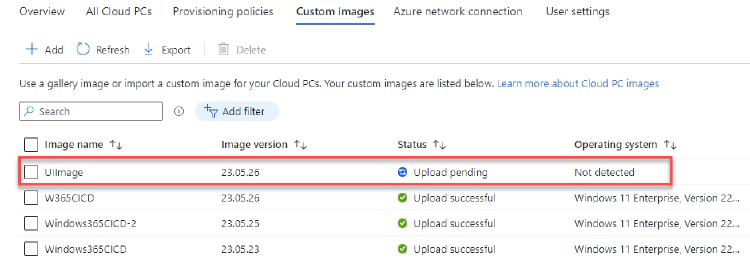 Overview All Cloud PCs Provisioning policies Custom images Azure network connection User settings
Add Refresh Export Delete
Use a gallery image or import a custom image for your Cloud PCs. Your custom images are listed below. Learn more about Cloud PC images
Search Add filter
Image name Image version Status Operating system
UIImage 23.05.26 Upload pending Not detected
W365CICD 23.05.26 Upload successful Windows 11 Enterprise, Version 22...
Windows365CICD-2 23.05.25 Upload successful Windows 11 Enterprise, Version 22...
Windows365CICD 23.05.23 Upload successful Windows 11 Enterprise, Version 22...